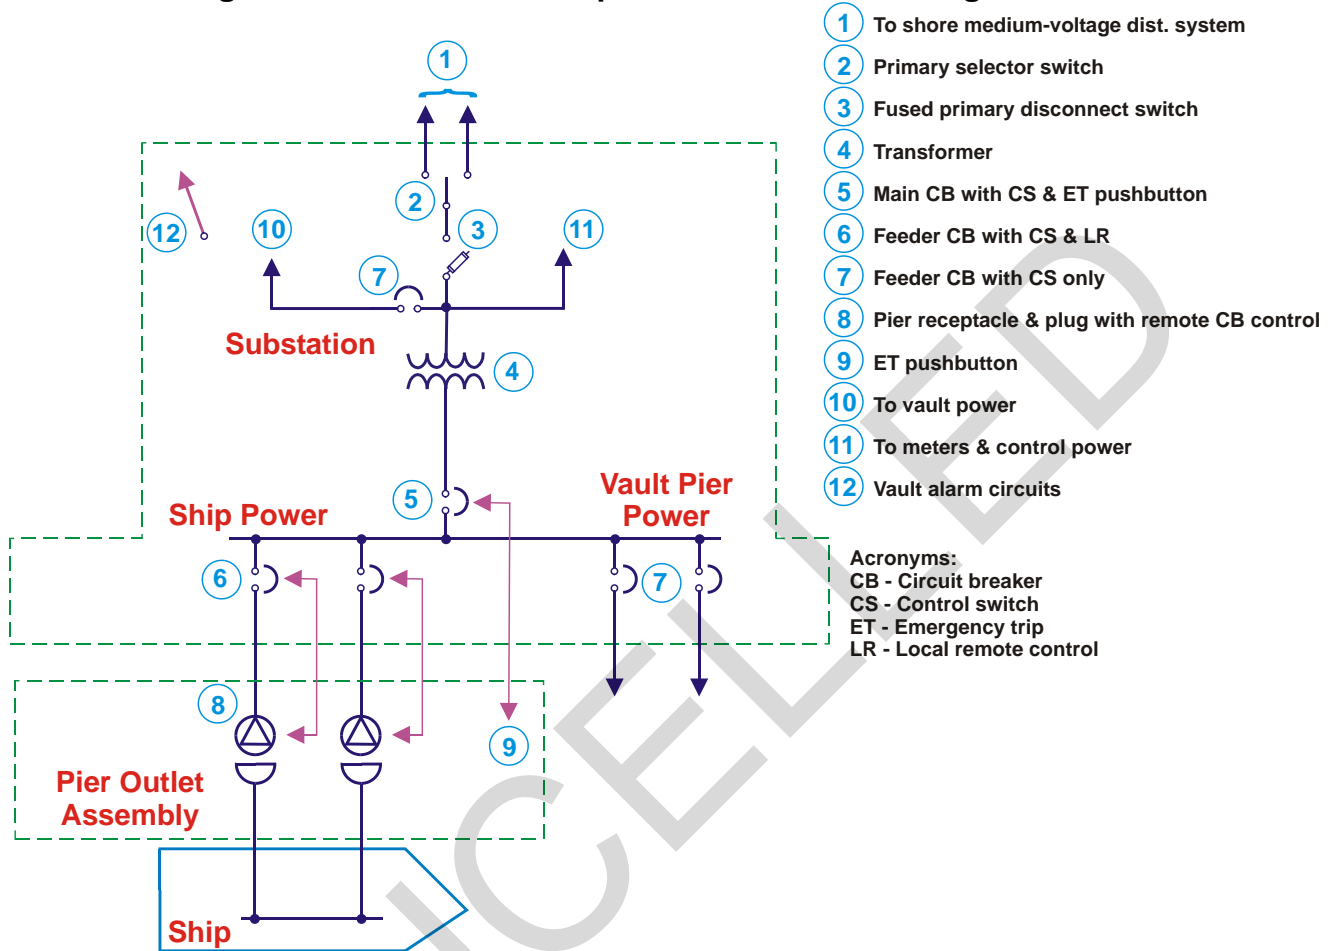 1 To shore medium-voltage dist. system
2 Primary selector switch
3 Fused primary disconnect switch
4 Transformer
5 Main CB with CS & ET pushbutton
6 Feeder CB with CS & LR
7 Feeder CB with CS only
8 Pier receptacle & plug with remote CB control
9 ET pushbutton
10 To vault power
11 To meters & control power
12 Vault alarm circuits
Acronyms:
CB - Circuit breaker
CS - Control switch
ET - Emergency trip
LR - Local remote control
1
2
3
12
10
11
7
Substation
4
5
Ship Power
Vault Pier
Power
6
7
8
9
Pier Outlet
Assembly
Ship